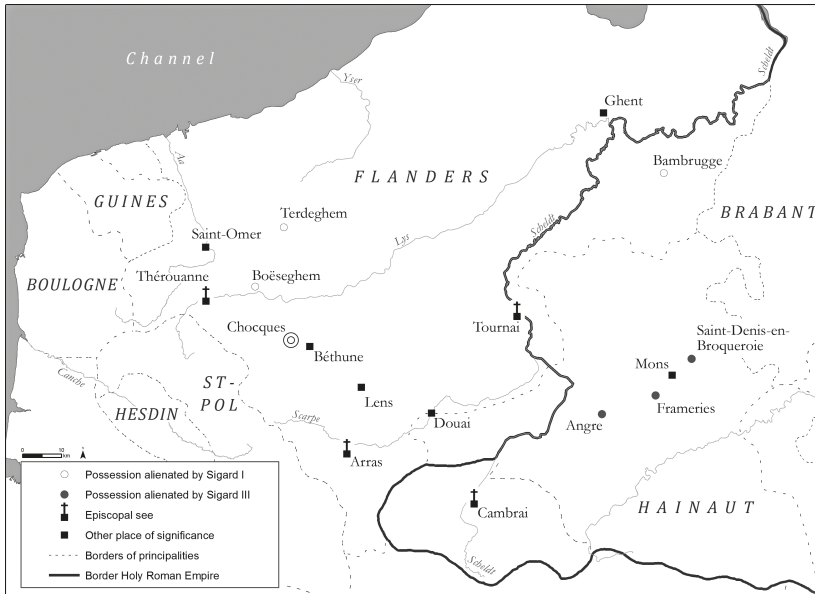 Channel
Yser
Scheldt
Ghent
Aa
FLANDERS
Bambrugge
GUINES
Terdeghem
BRABANT
Saint-Omer
Lys
Scheldt
Thérouanne
Boëseghem
BOULOGNE
Tournai
Chocques
Saint-Denis-en-
Broqueroie
Béthune
Mons
Canche
ST-
POL
Lens
Frameries
HESDIN
Scarpe
Douai
Angre
Arras
0
10
km
Possession alienated by Sigard I
Possession alienated by Sigard III
Episcopal see
Other place of significance
Borders of principalities
Border Holy Roman Empire
Cambrai
HAINAUT
Scheldt